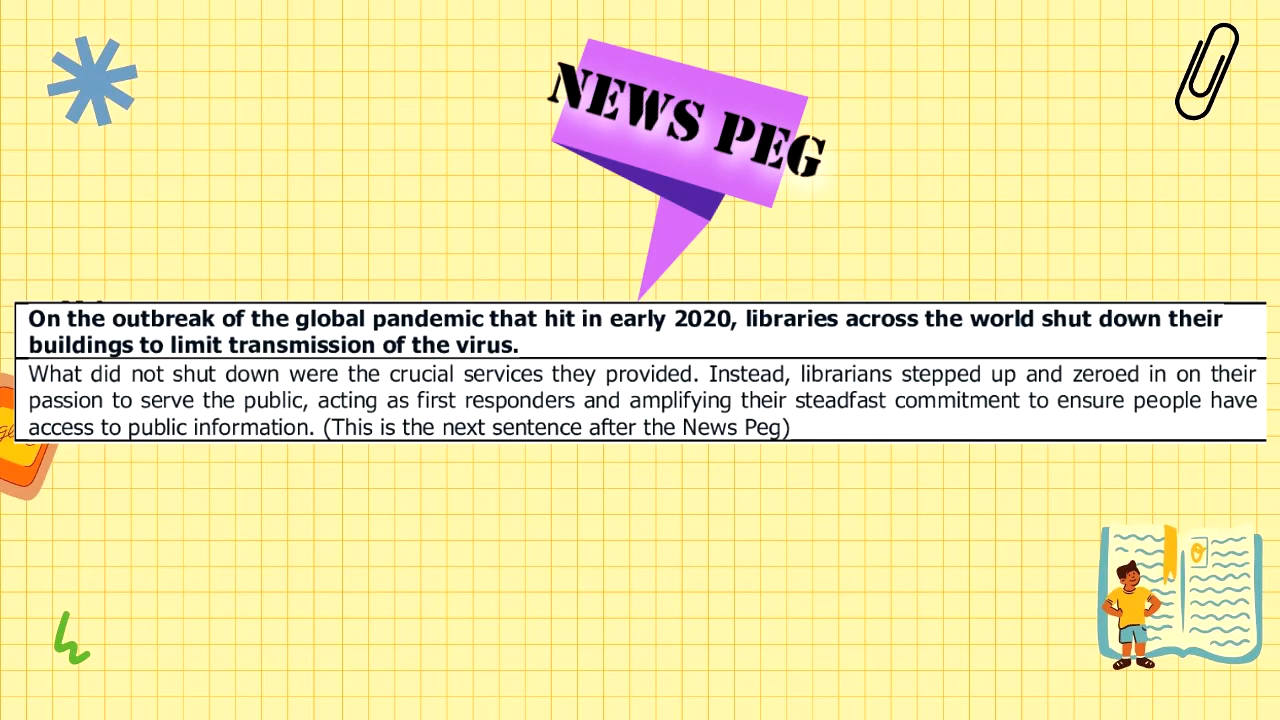 NEWS PEG
On the outbreak of the global pandemic that hit in early 2020, libraries across the world shut down their
buildings to limit transmission of the virus.
What did not shut down were the crucial services they provided. Instead, librarians stepped up and zeroed in on their
passion to serve the public, acting as first responders and amplifying their steadfast commitment to ensure people have
access to public information. (This is the next sentence after the News Peg)